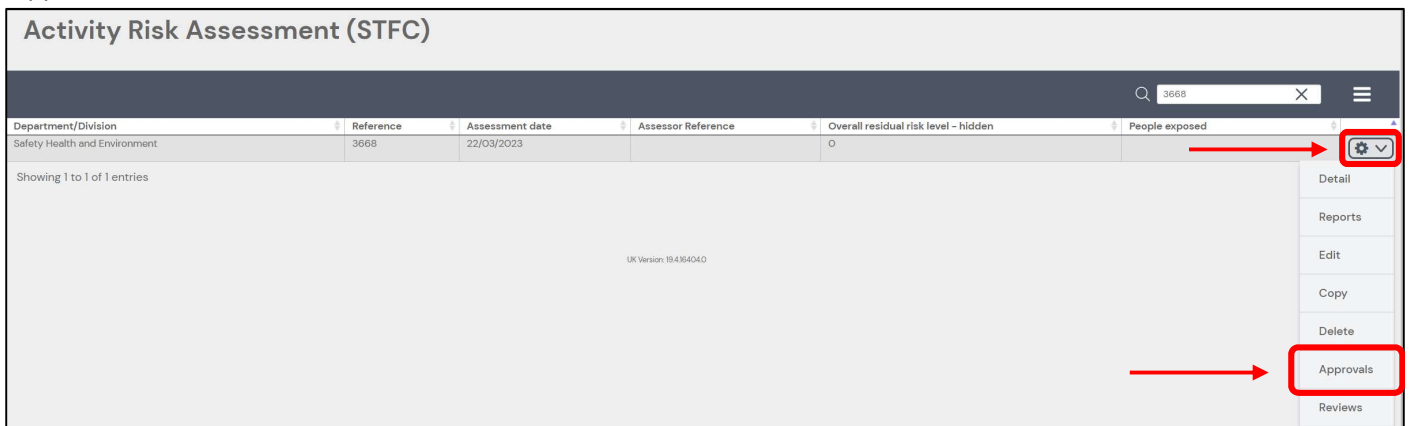 Activity Risk Assessment (STFC)
3668
Department/Division Reference Assessment date Assessor Reference Overall residual risk level - hidden People exposed
Safety Health and Environment 3668 22/03/2023 0
Showing 1 to 1 of 1 entries
Detail
Reports
UK Version: 19.4.16404.0
Edit
Copy
Delete
Approvals
Reviews